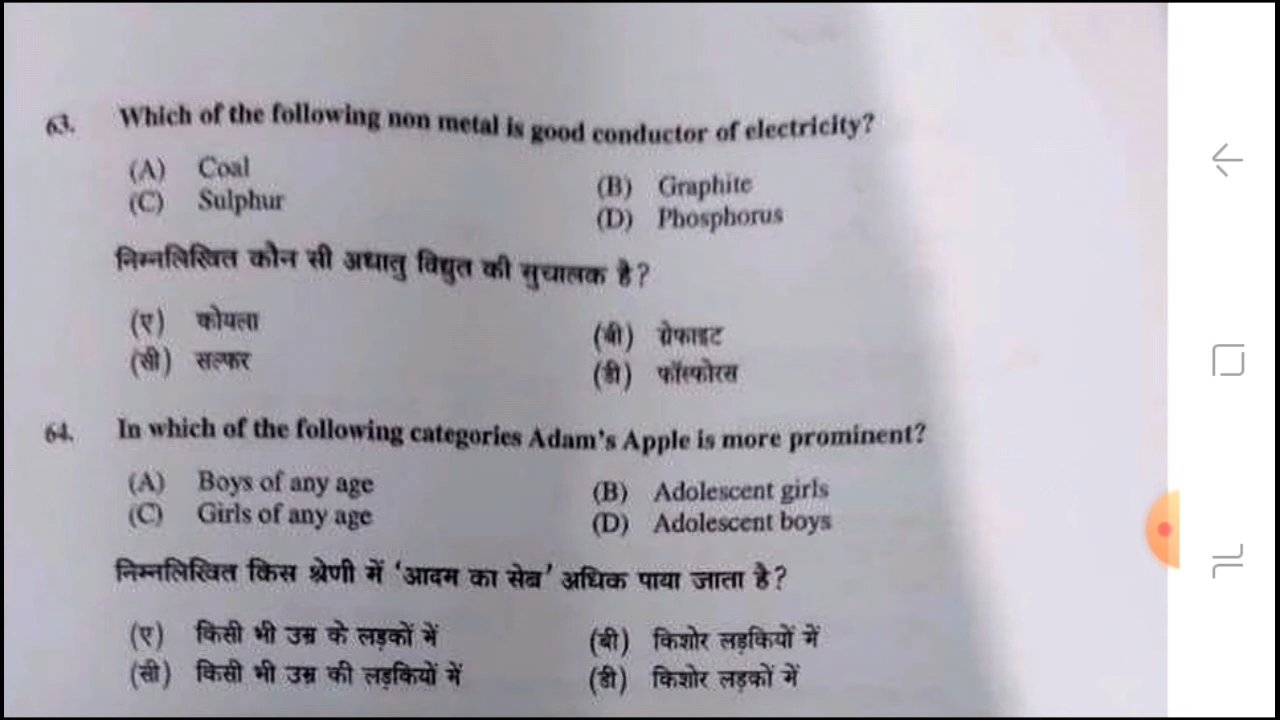 63. Which of the following non metal is good conductor of electricity?
(A) Coal (B) Graphite
(C) Sulphur (D) Phosphorus
निम्नलिखित कौन सी अधातु विद्युत की सुचालक है?
(ए) कोयला (बी) ग्रेफाइट
(सी) सल्फर (डी) फॉस्फोरस
64. In which of the following categories Adam's Apple is more prominent?
(A) Boys of any age (B) Adolescent girls
(C) Girls of any age (D) Adolescent boys
निम्नलिखित किस श्रेणी में 'आदम का सेब' अधिक पाया जाता है?
(ए) किसी भी उम्र के लड़कों में (बी) किशोर लड़कियों में
(सी) किसी भी उम्र की लड़कियों में (डी) किशोर लड़कों में